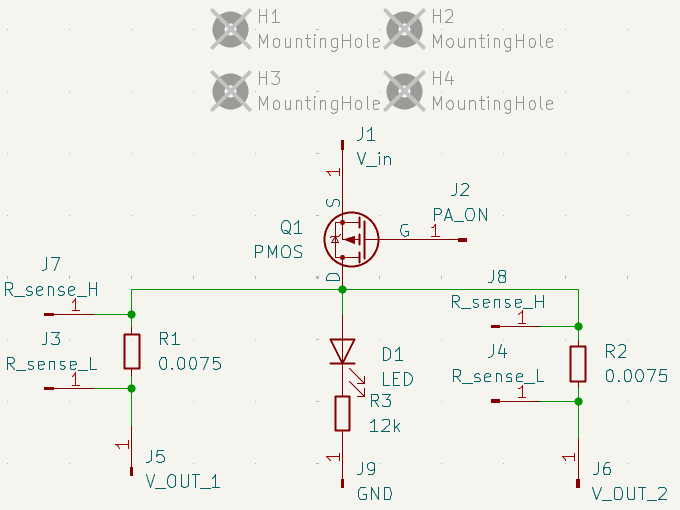 H1
MountingHole
H2
MountingHole
H3
MountingHole
H4
MountingHole
J1
V_in
1
S
Q1
PMOS
G
1
J2
PA_ON
D
J7
R_sense_H
1
J3
R_sense_L
1
R1
0.0075
1
J5
V_OUT_1
D1
LED
R3
12k
1
J9
GND
J8
R_sense_H
1
J4
R_sense_L
1
R2
0.0075
1
J6
V_OUT_2